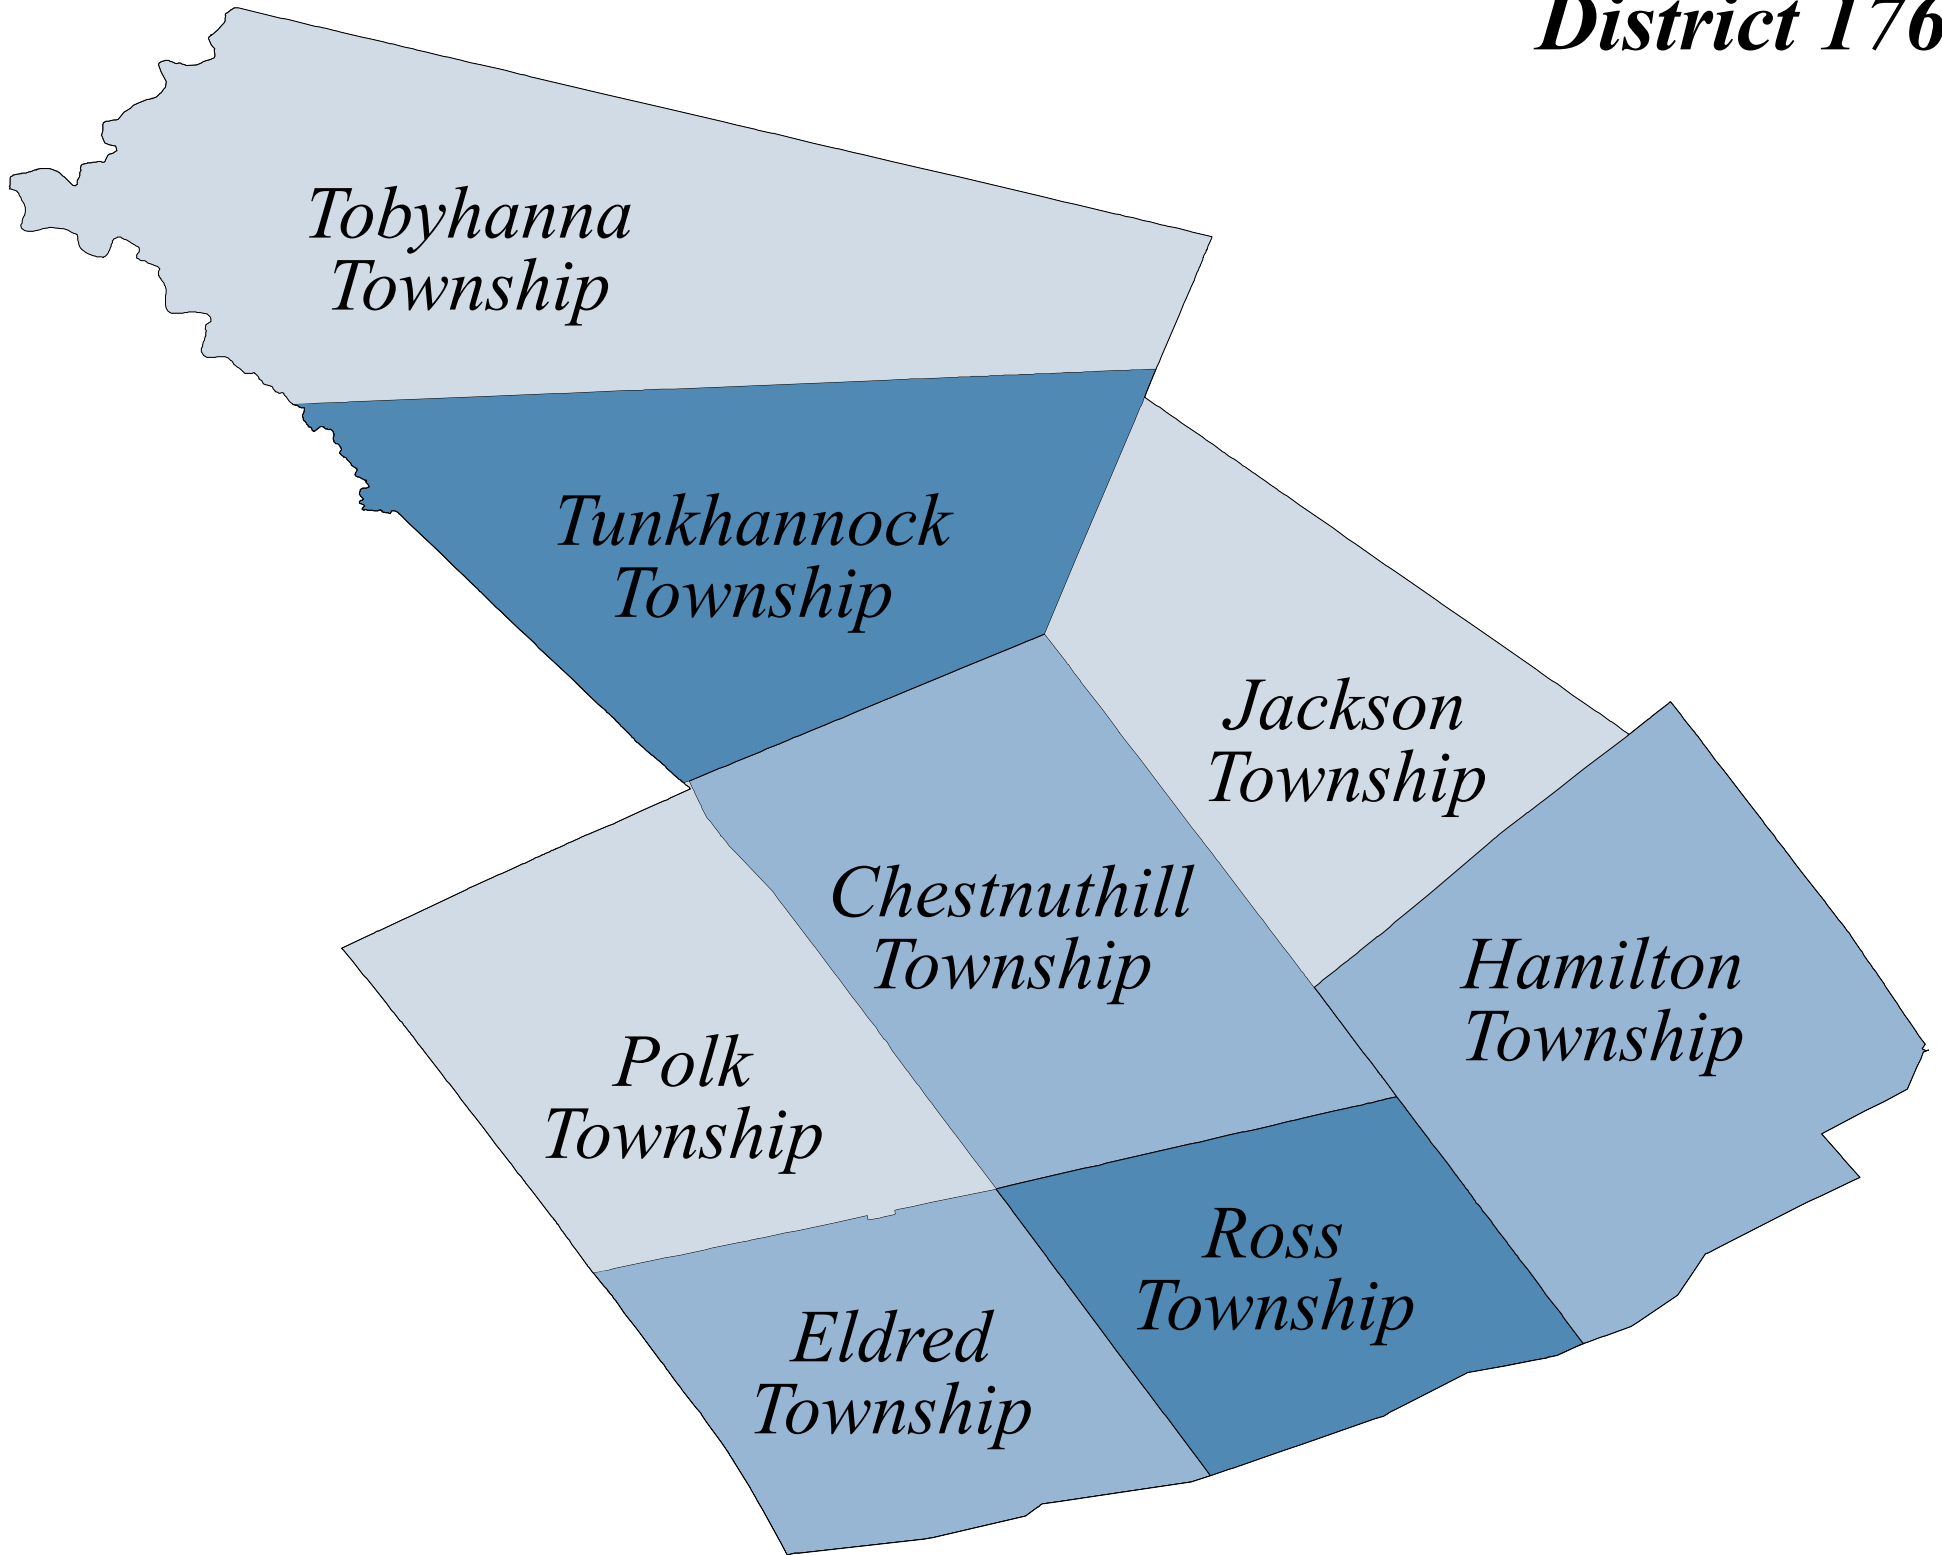 District 176
Tobyhanna
Township
Tunkhannock
Township
Jackson
Township
Chestnuthill
Township
Hamilton
Township
Polk
Township
Ross
Township
Eldred
Township